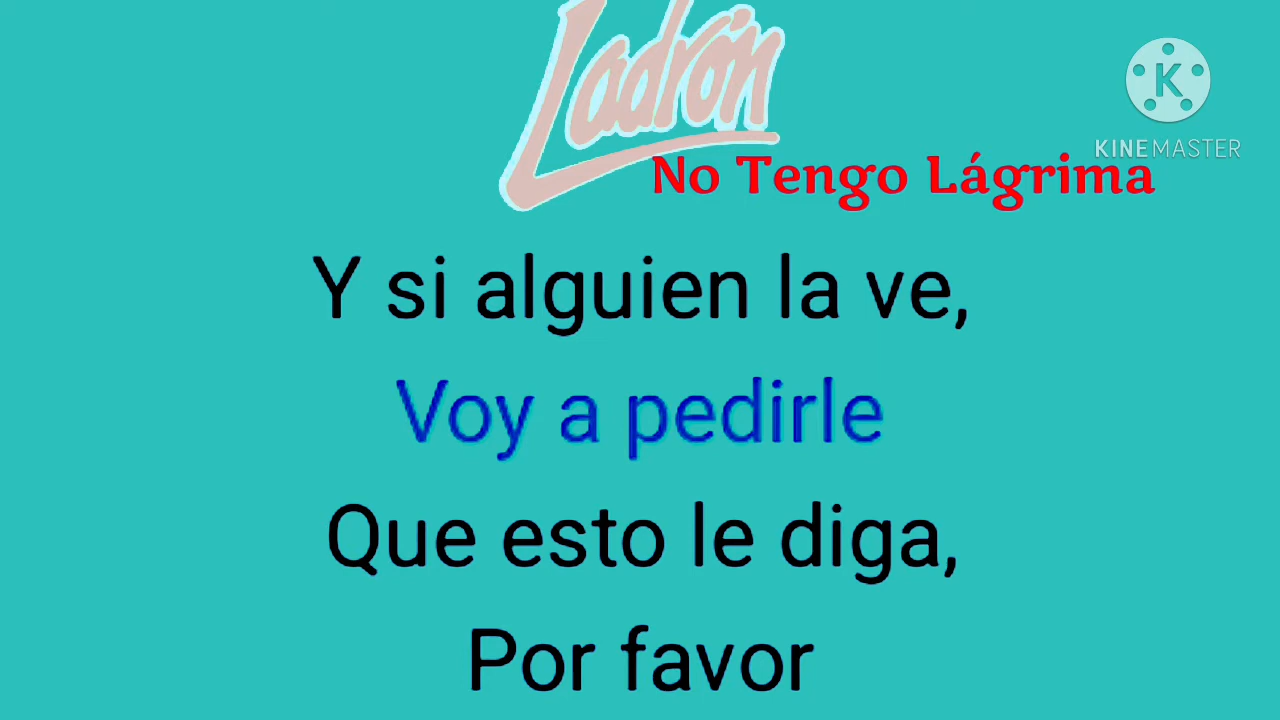 Ladrón
K
KINEMASTER
No Tengo Lágrima
Y si alguien la ve,
Voy a pedirle
Que esto le diga,
Por favor